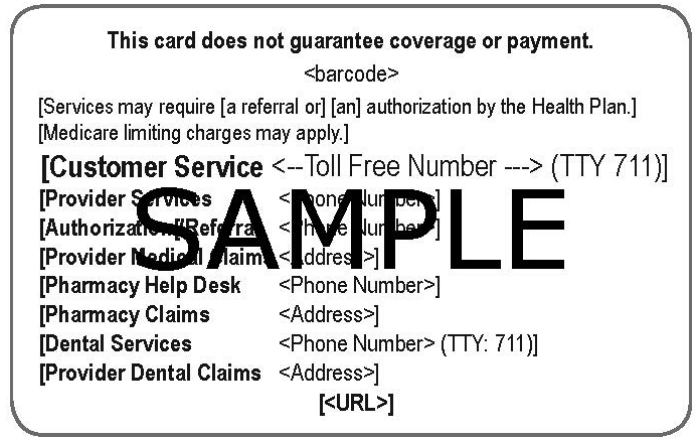 This card does not guarantee coverage or payment.
<barcode>
[Services may require [a referral or] [an] authorization by the Health Plan.]
[Medicare limiting charges may apply.]
[Customer Service <--Toll Free Number ---> (TTY 711)]
[Provider Services <Phone Number>]
[Authorization/Referral <Phone Number>]
[Provider Medical Claims <Address>]
SAMPLE
[Pharmacy Help Desk <Phone Number>]
[Pharmacy Claims <Address>]
[Dental Services <Phone Number> (TTY: 711)]
[Provider Dental Claims <Address>]
[<URL>]